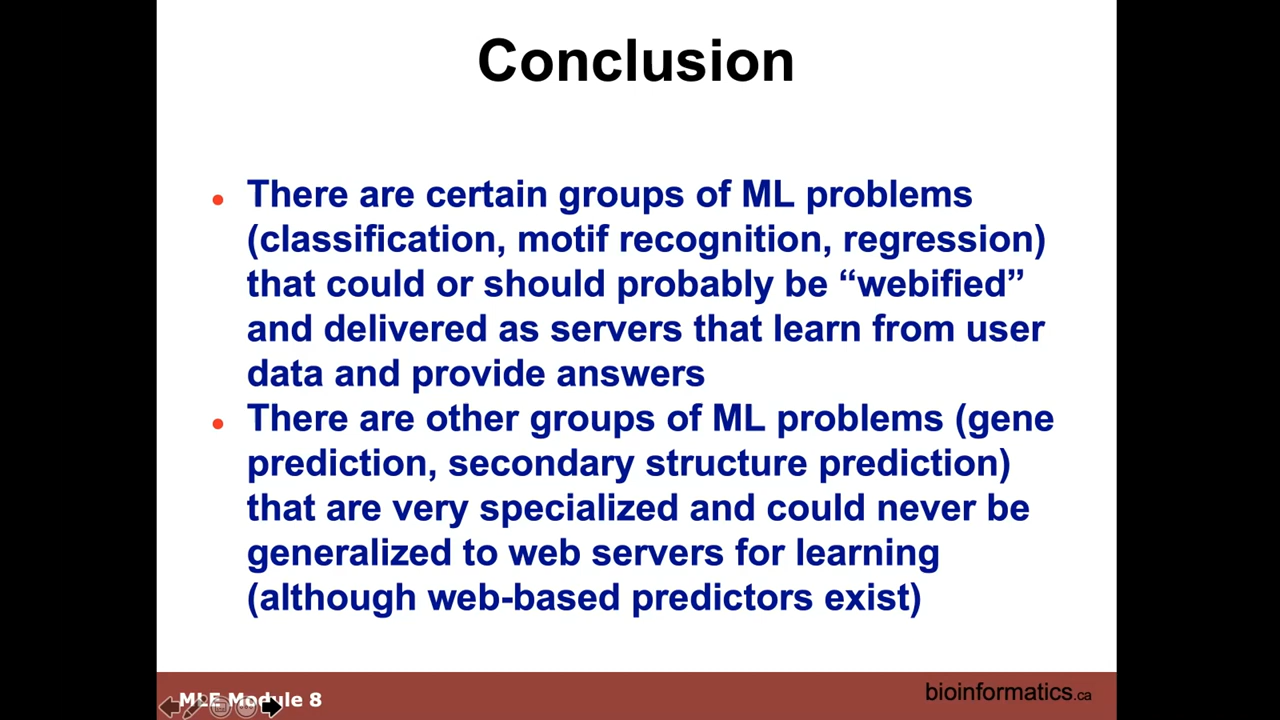 Conclusion
There are certain groups of ML problems
(classification, motif recognition, regression)
that could or should probably be “webified”
and delivered as servers that learn from user
data and provide answers
There are other groups of ML problems (gene
prediction, secondary structure prediction)
that are very specialized and could never be
generalized to web servers for learning
(although web-based predictors exist)
MLE Module 8
bioinformatics.ca